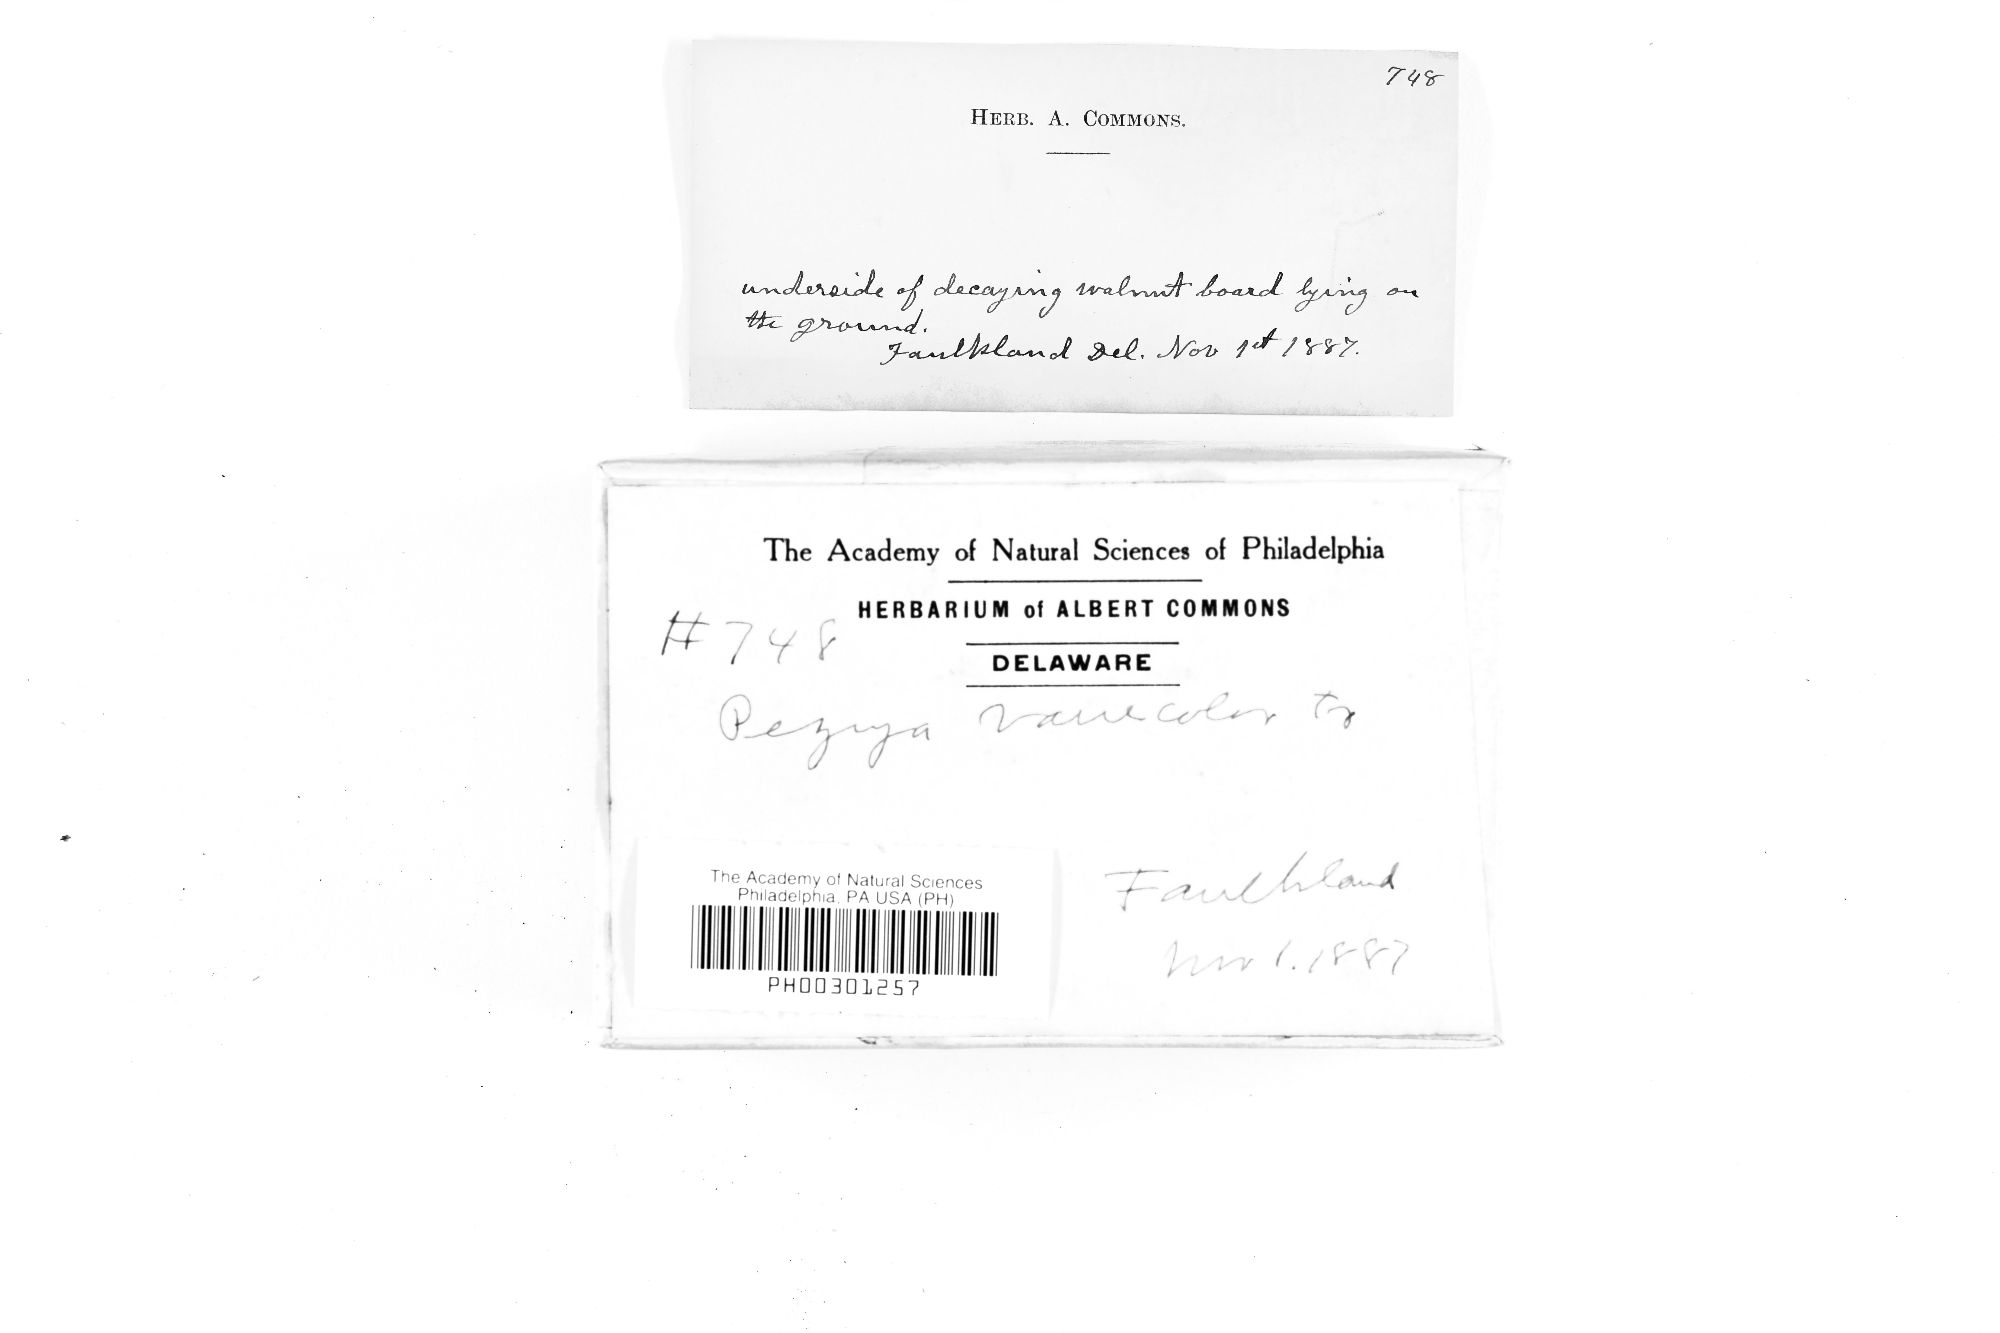 748
HERB. A. COMMONS.
underside of decaying walnut board lying on
the ground.
Faulkland Del. Nov 1st 1887.
The Academy of Natural Sciences of Philadelphia
HERBARIUM of ALBERT COMMONS
#748
DELAWARE
Peziza variecolor Fr
The Academy of Natural Sciences
Philadelphia, PA USA (PH)
PH00301257
Faulkland
Nov 1. 1887